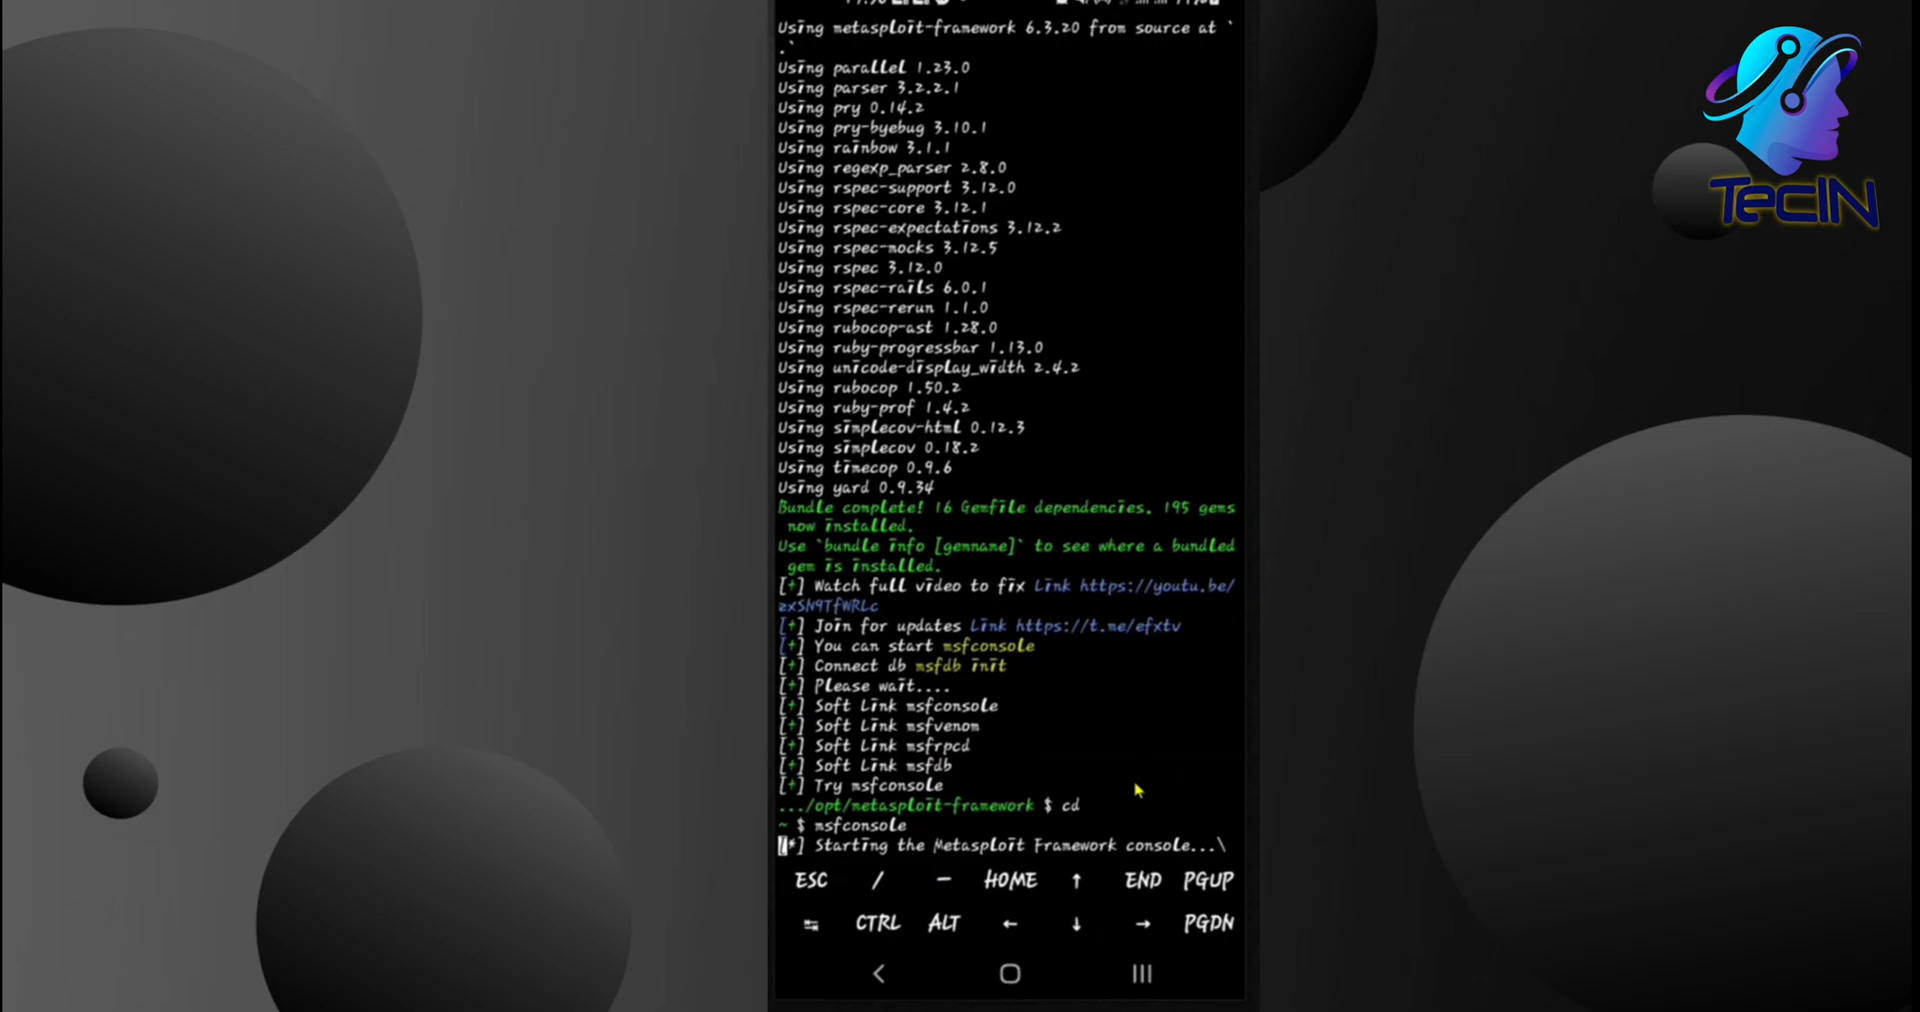 Using metasploit-framework 6.3.20 from source at `
.`
Using parallel 1.23.0
Using parser 3.2.2.1
Using pry 0.14.2
Using pry-byebug 3.10.1
Using rainbow 3.1.1
Using regexp_parser 2.8.0
Using rspec-support 3.12.0
Using rspec-core 3.12.1
Using rspec-expectations 3.12.2
Using rspec-mocks 3.12.5
Using rspec 3.12.0
Using rspec-rails 6.0.1
Using rspec-rerun 1.1.0
Using rubocop-ast 1.28.0
Using ruby-progressbar 1.13.0
Using unicode-display_width 2.4.2
Using rubocop 1.50.2
Using ruby-prof 1.4.2
Using simplecov-html 0.12.3
Using simplecov 0.18.2
Using timecop 0.9.6
Using yard 0.9.34
Bundle complete! 16 Gemfile dependencies, 195 gems
now installed.
Use `bundle info [gemname]` to see where a bundled
gem is installed.
[+] Watch full video to fix Link https://youtu.be/
zxSN9TfWRLc
[+] Join for updates Link https://t.me/efxtv
[+] You can start msfconsole
[+] Connect db msfdb init
[+] Please wait....
[+] Soft Link msfconsole
[+] Soft Link msfvenom
[+] Soft Link msfrpcd
[+] Soft Link msfdb
[+] Try msfconsole
.../opt/metasploit-framework $ cd
~ $ msfconsole
[*] Starting the Metasploit Framework console...\
ESC / — HOME ↑ END PGUP
↹ CTRL ALT ← ↓ → PGDN
TecIN